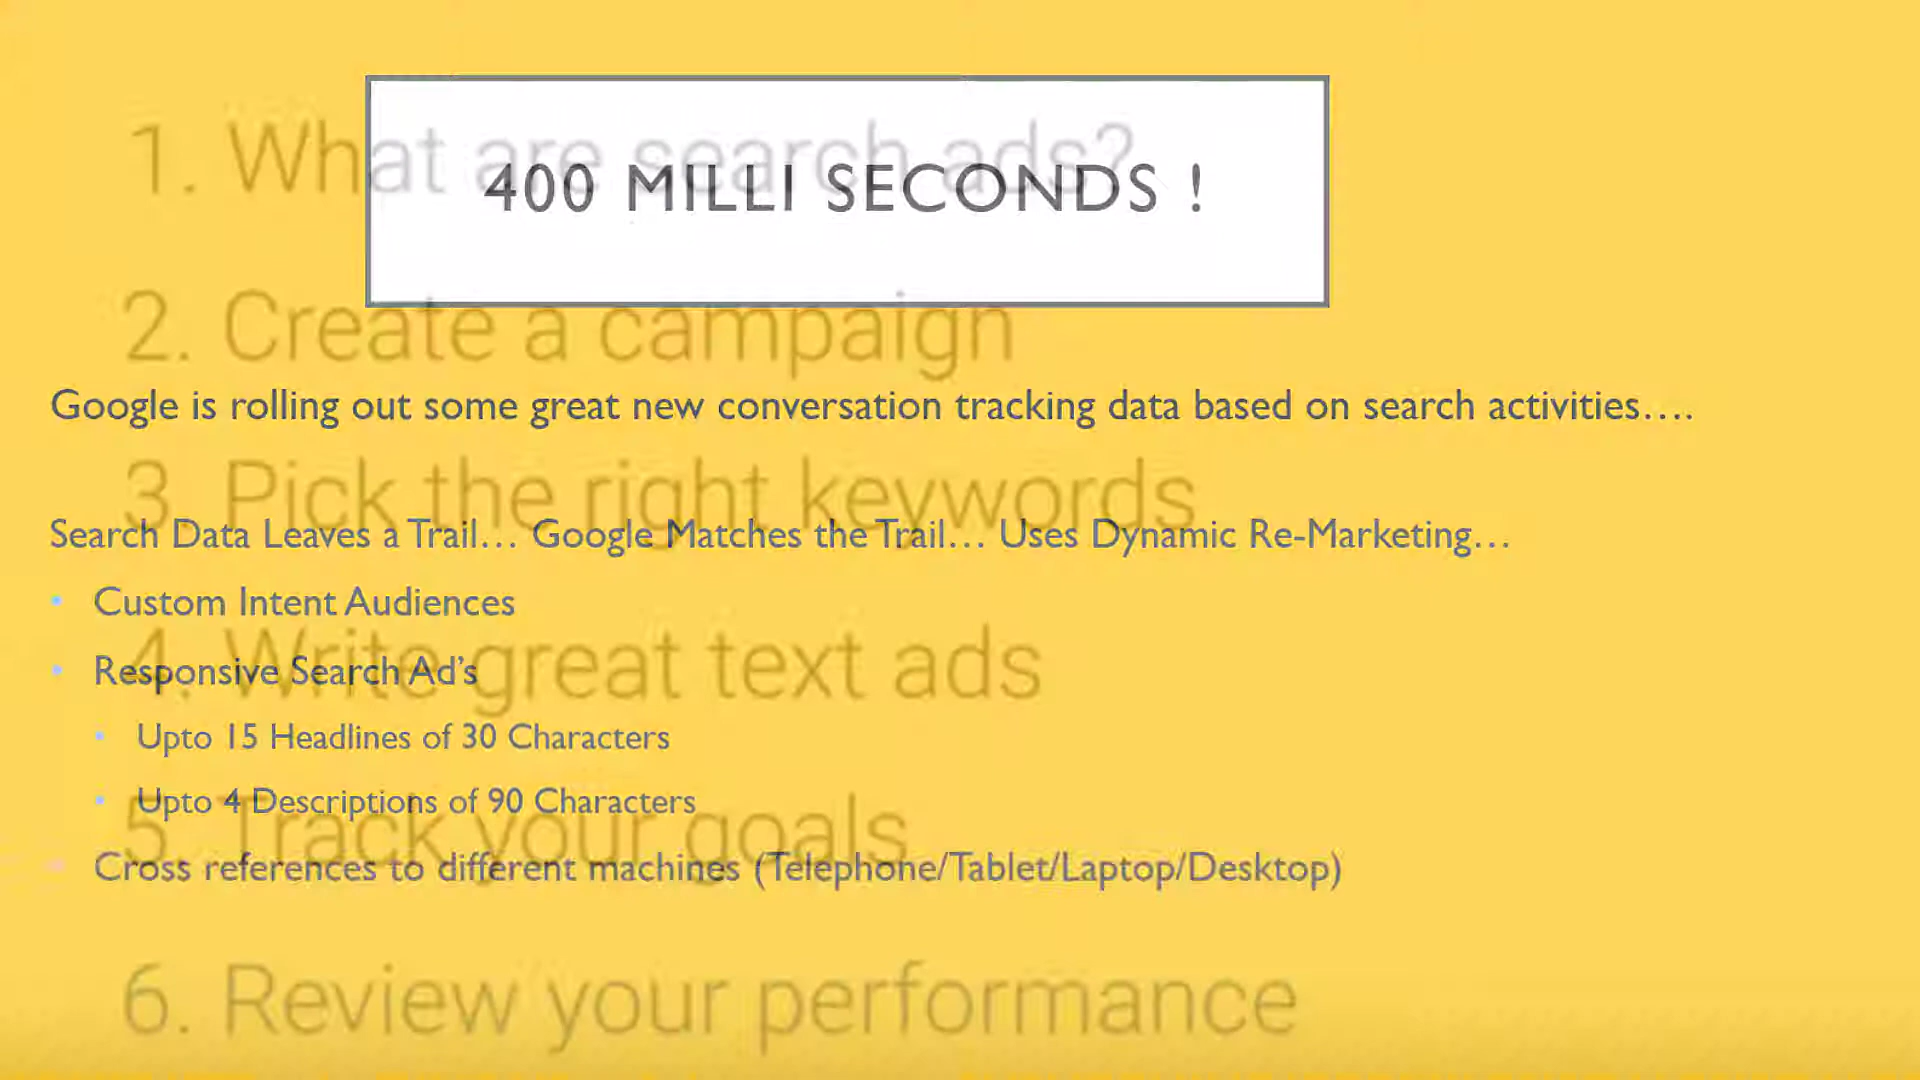 1. What are search ads?
400 MILLI SECONDS !
2. Create a campaign
Google is rolling out some great new conversation tracking data based on search activities....
3. Pick the right keywords
Search Data Leaves a Trail... Google Matches the Trail... Uses Dynamic Re-Marketing...
• Custom Intent Audiences
4. Write great text ads
• Responsive Search Ad's
• Upto 15 Headlines of 30 Characters
• Upto 4 Descriptions of 90 Characters
5. Track your goals
• Cross references to different machines (Telephone/Tablet/Laptop/Desktop)
6. Review your performance